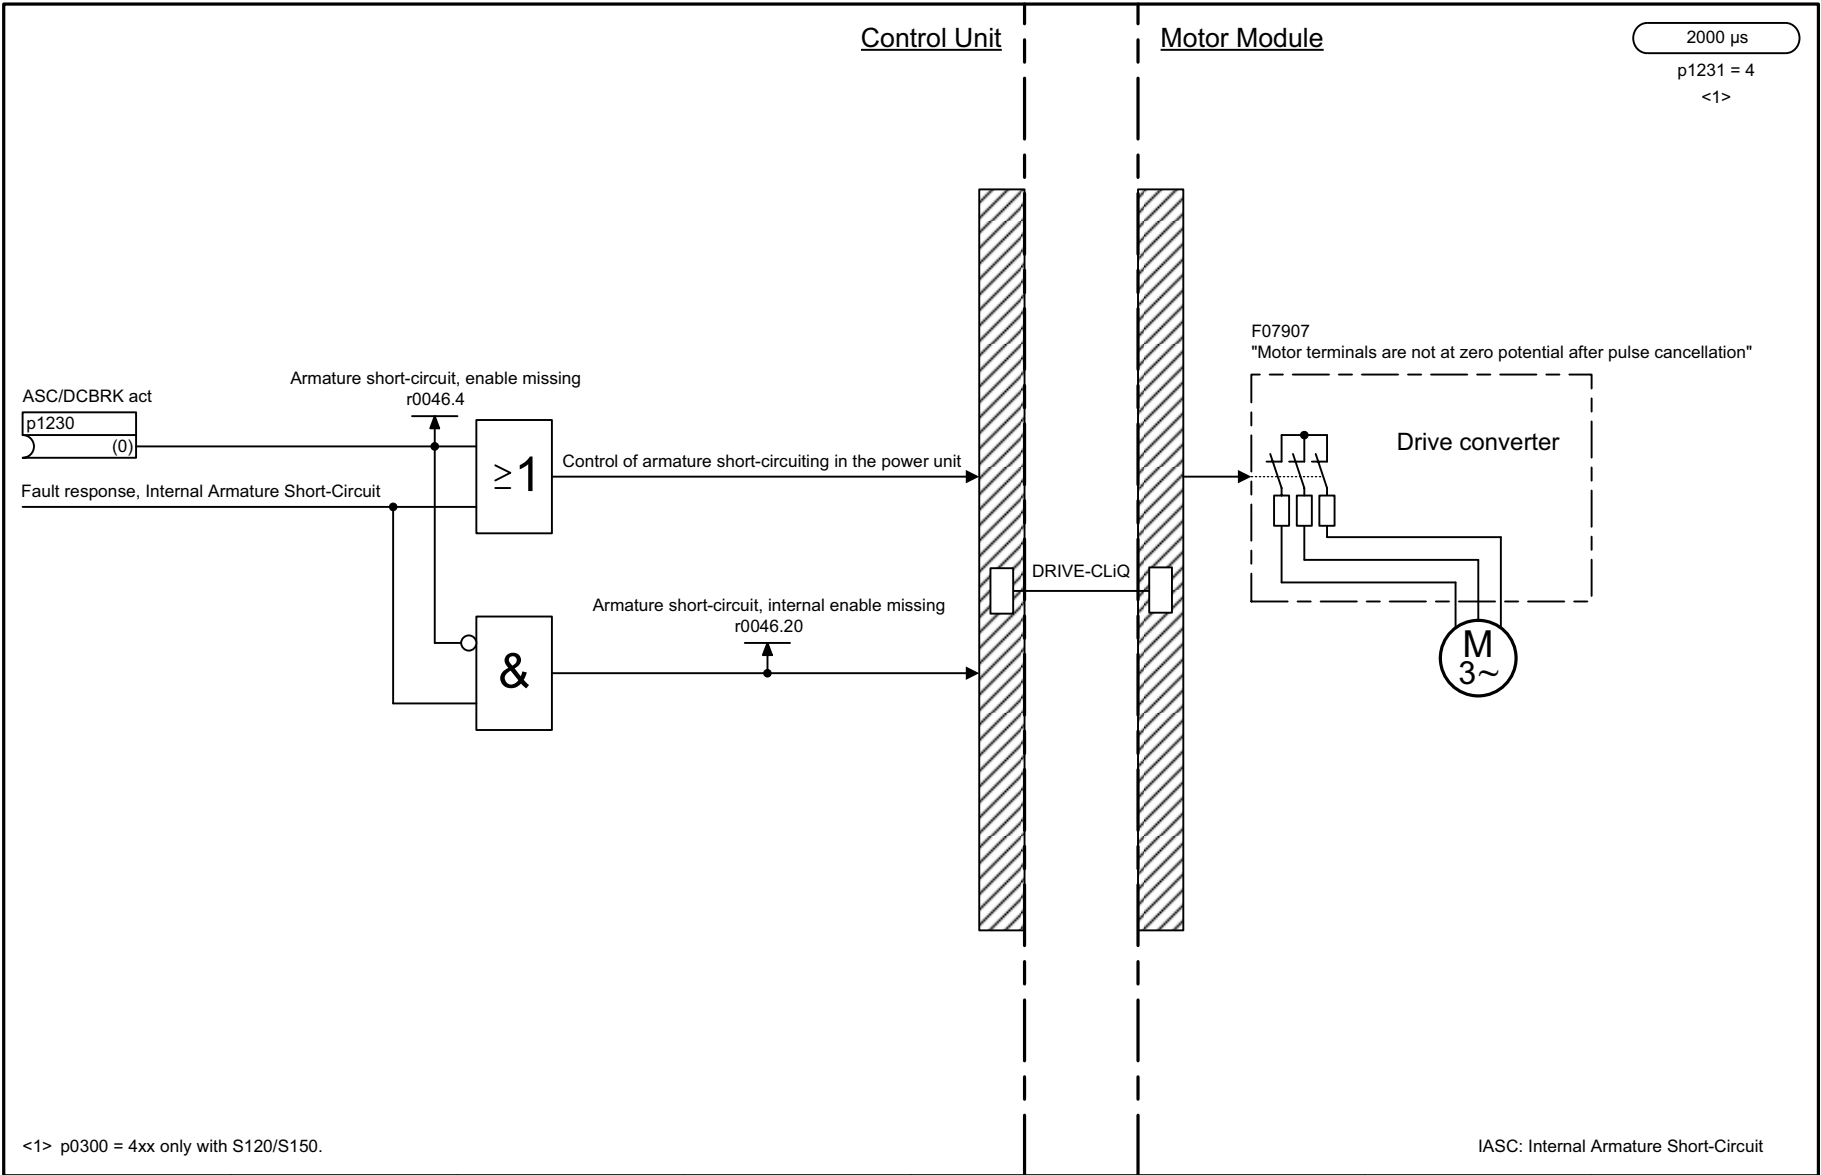 Control Unit
Motor Module
2000 µs
p1231 = 4
<1>
F07907
"Motor terminals are not at zero potential after pulse cancellation"
Armature short-circuit, enable missing
r0046.4
ASC/DCBRK act
p1230
(0)
Drive converter
≥1
Control of armature short-circuiting in the power unit
Fault response, Internal Armature Short-Circuit
DRIVE-CLiQ
Armature short-circuit, internal enable missing
r0046.20
&
M
3~
<1> p0300 = 4xx only with S120/S150.
IASC: Internal Armature Short-Circuit